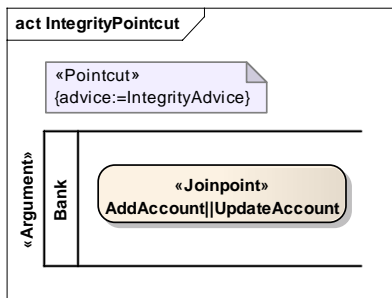 act IntegrityPointcut
«Pointcut»
{advice:=IntegrityAdvice}
«Argument»
Bank
«Joinpoint»
AddAccount||UpdateAccount